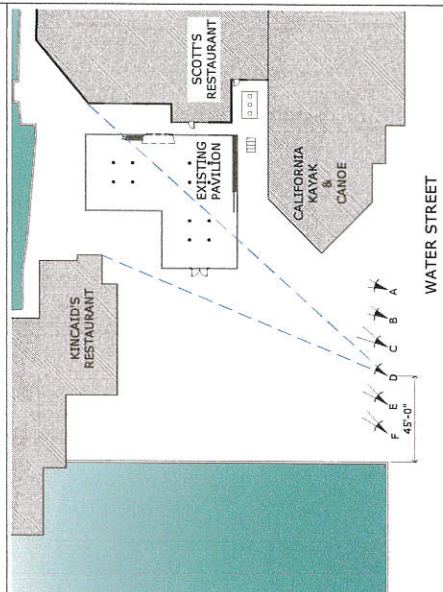 SCOTT'S
RESTAURANT
EXISTING
PAVILION
KINCAID'S
RESTAURANT
CALIFORNIA
KAYAK
&
CANOE
A
B
C
D
E
F
45'-0"
WATER STREET